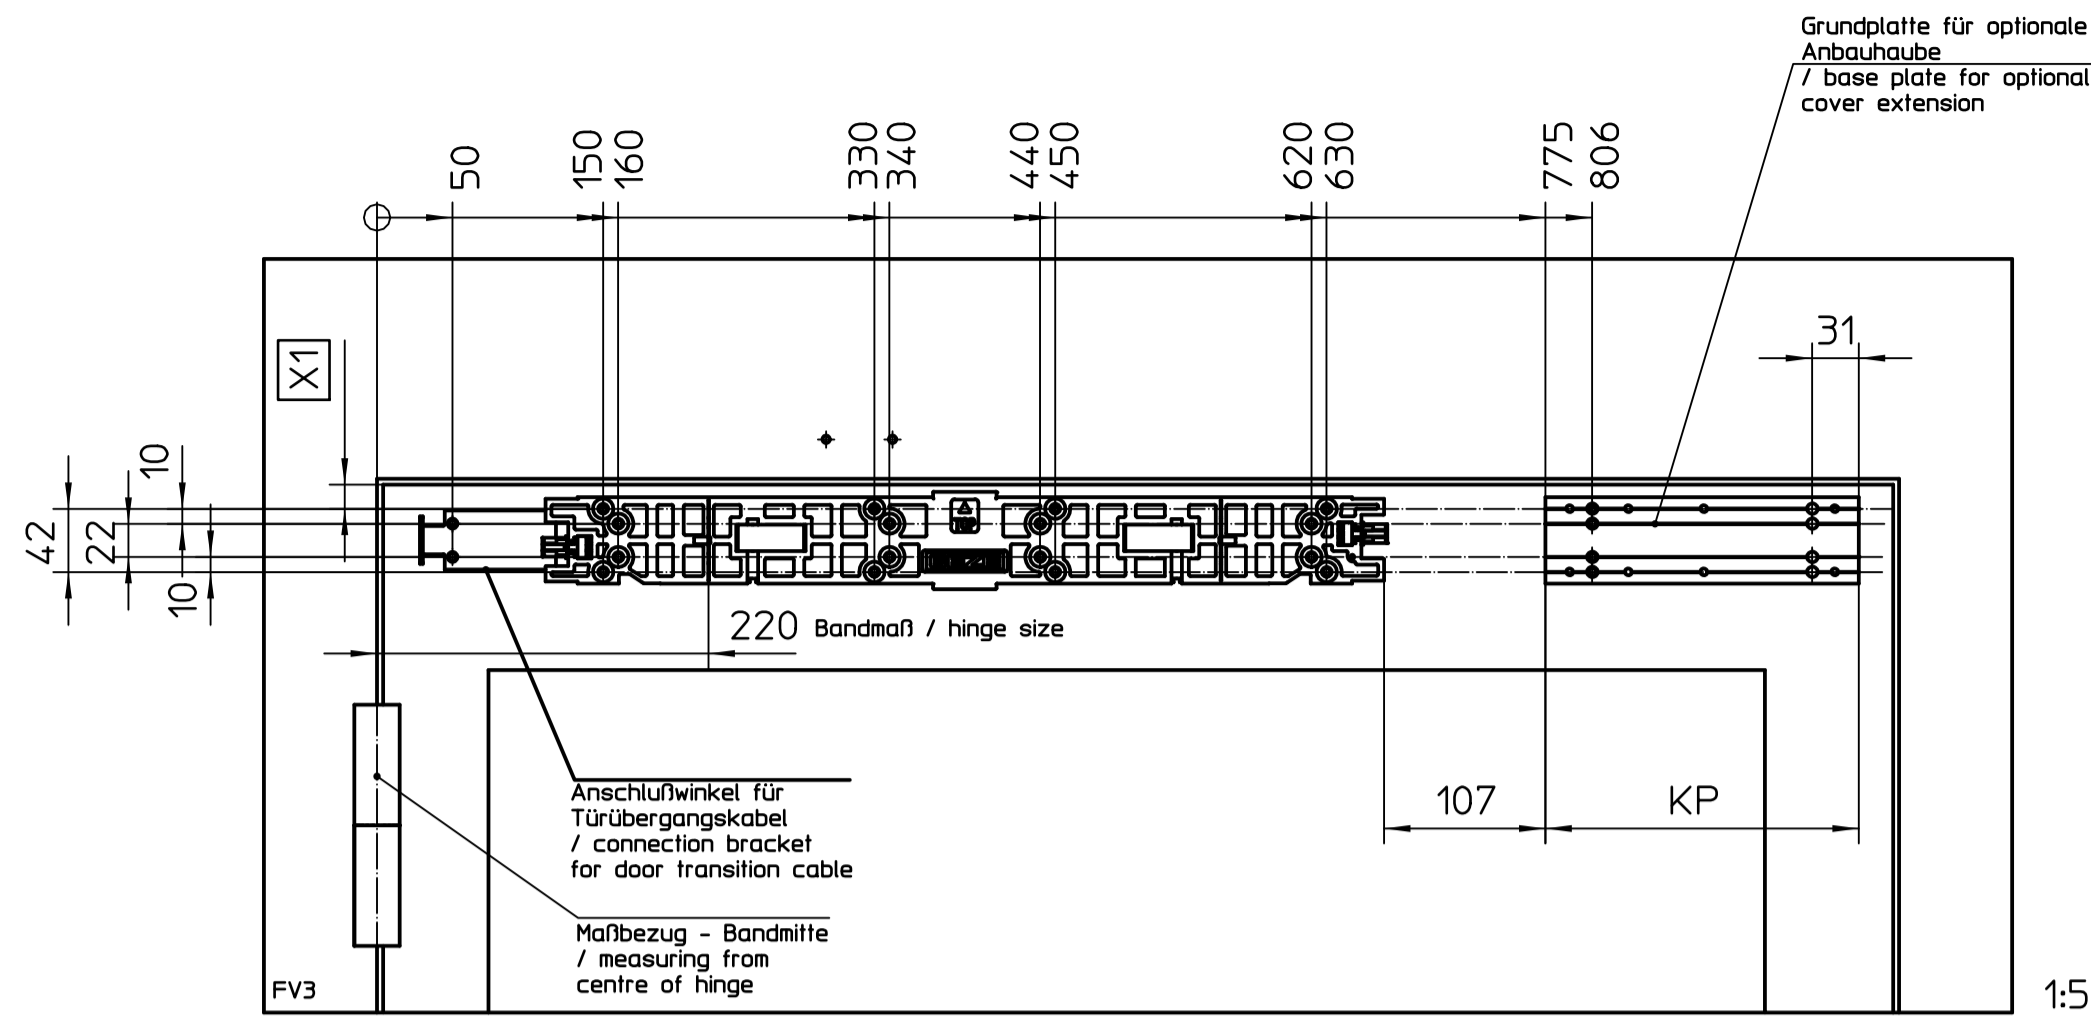 Grundplatte für optionale
Anbauhaube
/ base plate for optional
cover extension
50
150
160
330
340
440
450
620
630
775
806
X1
31
10
42
22
10
TOP
220 Bandmaß / hinge size
107
KP
Anschlußwinkel für
Türübergangskabel
/ connection bracket
for door transition cable
Maßbezug - Bandmitte
/ measuring from
centre of hinge
FV3
1:5